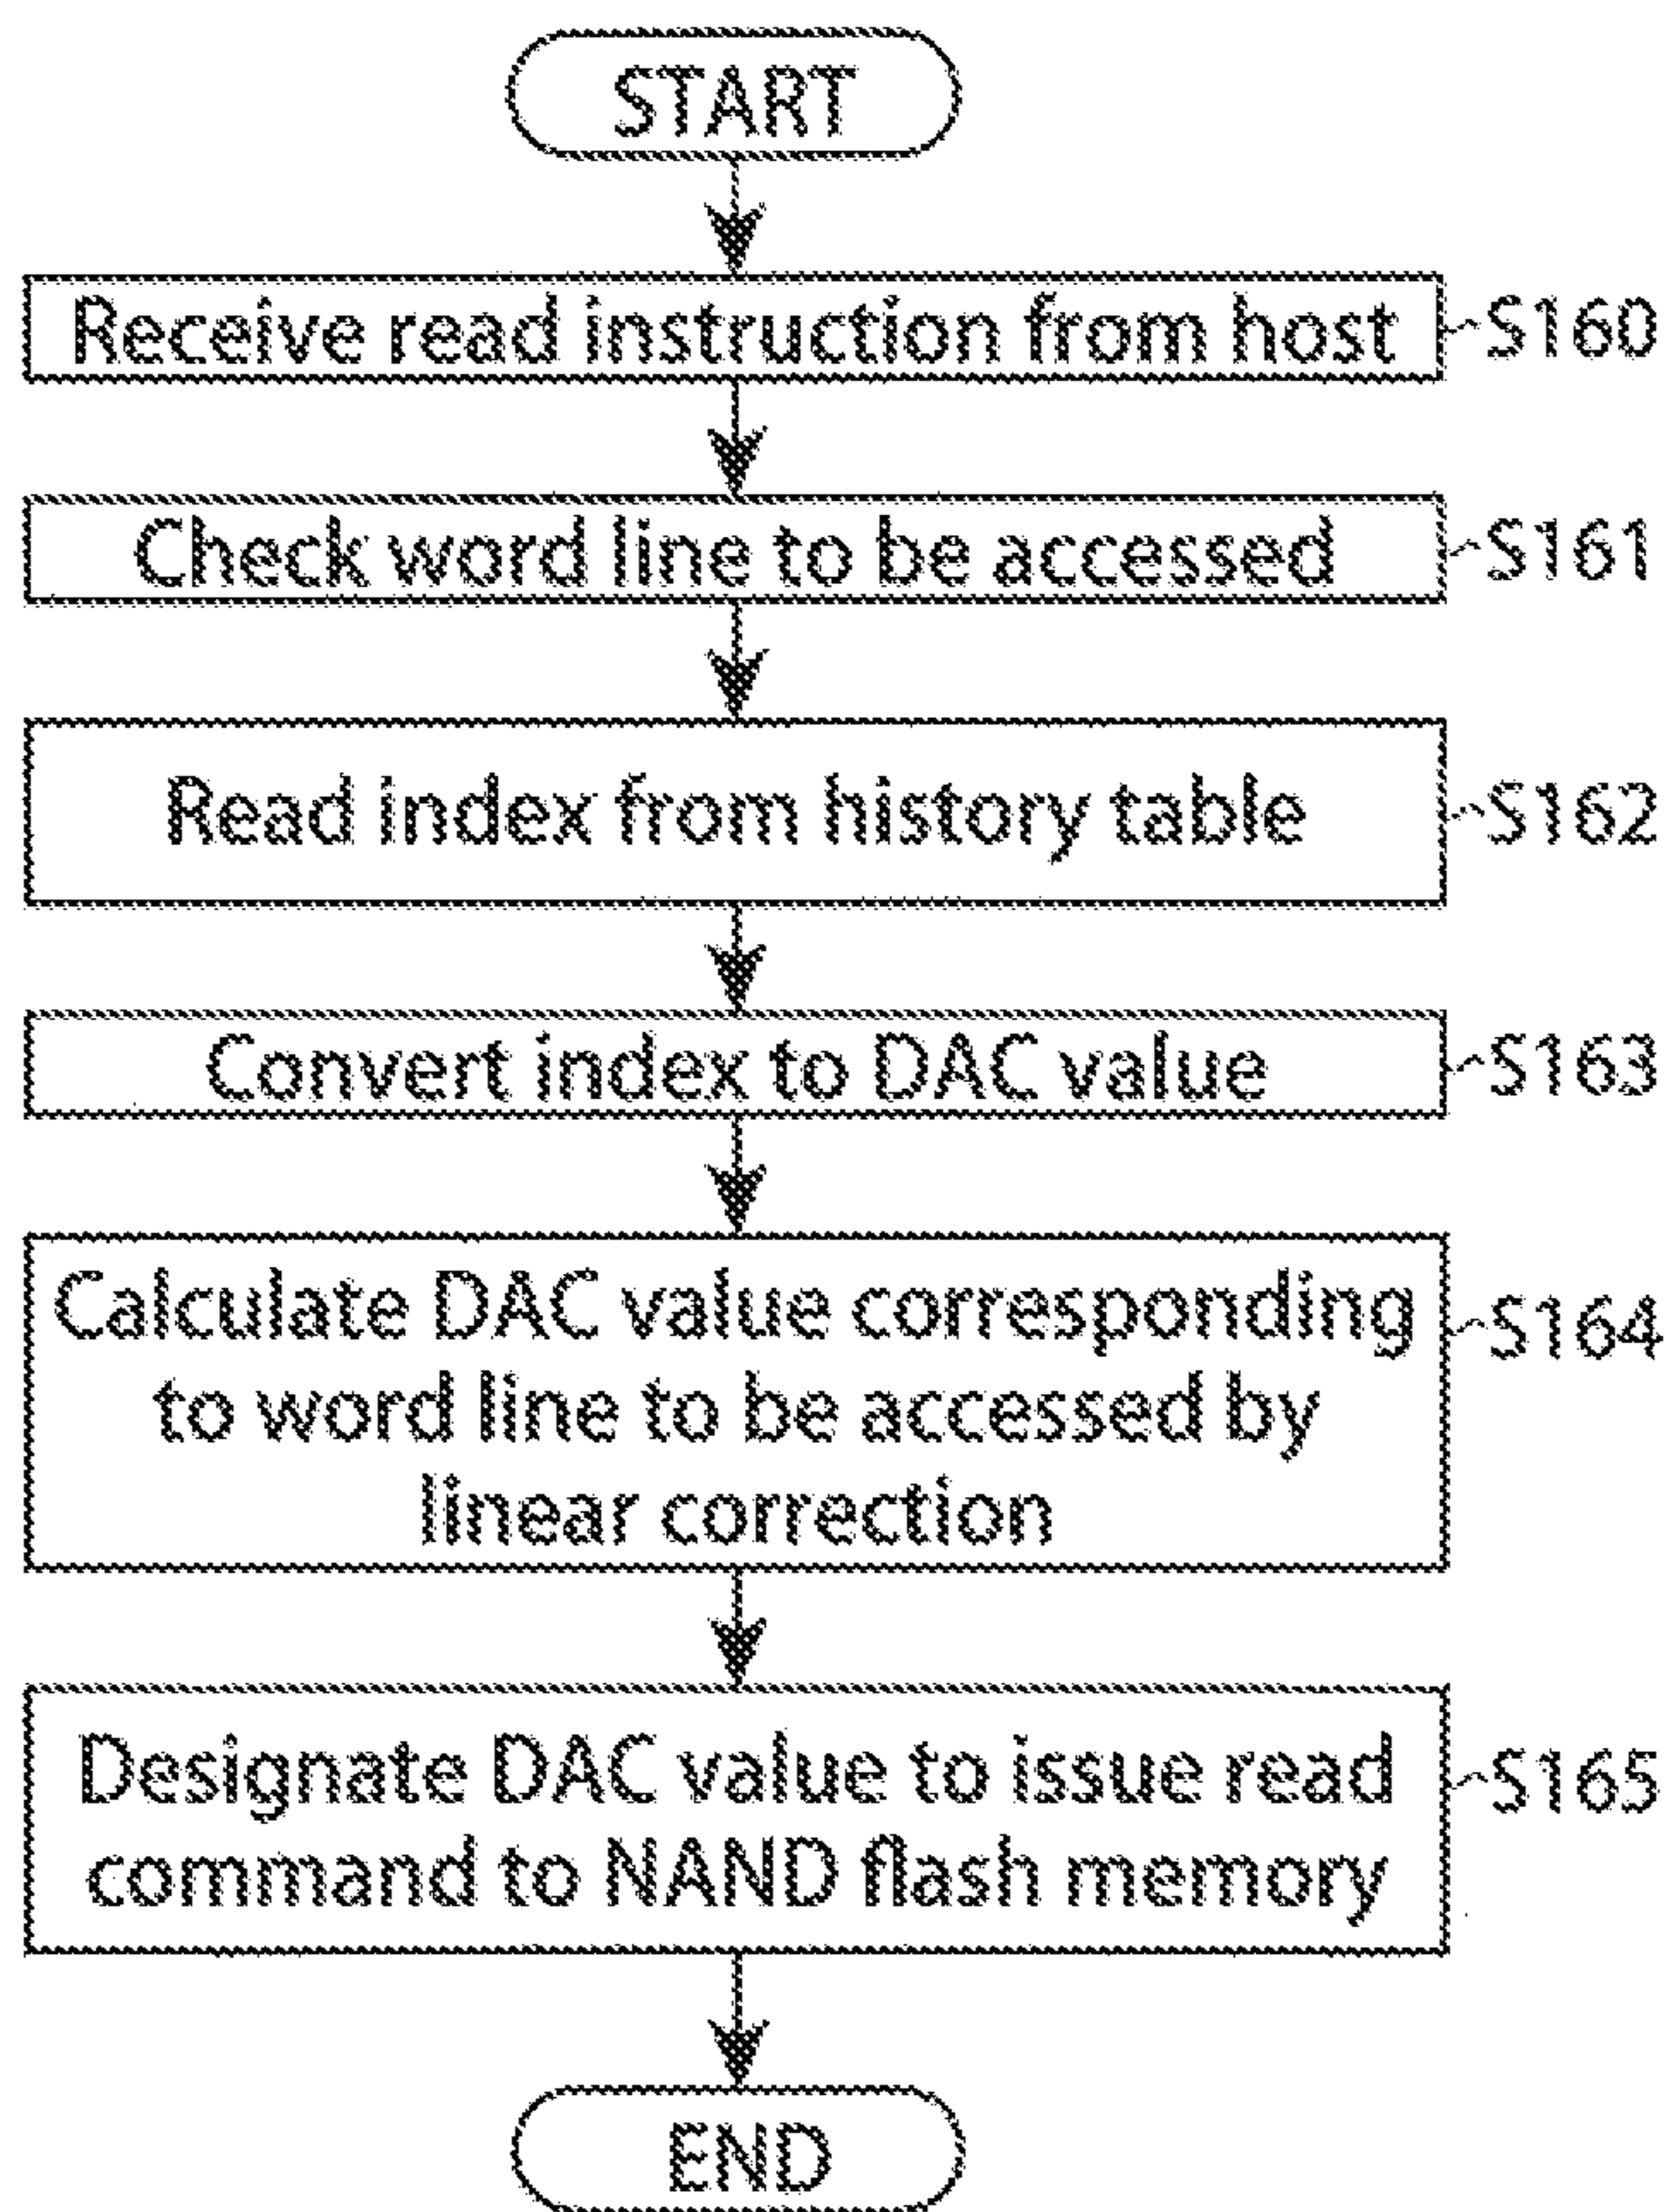 START
Receive read instruction from host
S160
Check word line to be accessed
S161
Read index from history table
S162
Convert index to DAC value
S163
Calculate DAC value corresponding
to word line to be accessed by
linear correction
S164
Designate DAC value to issue read
command to NAND flash memory
S165
END